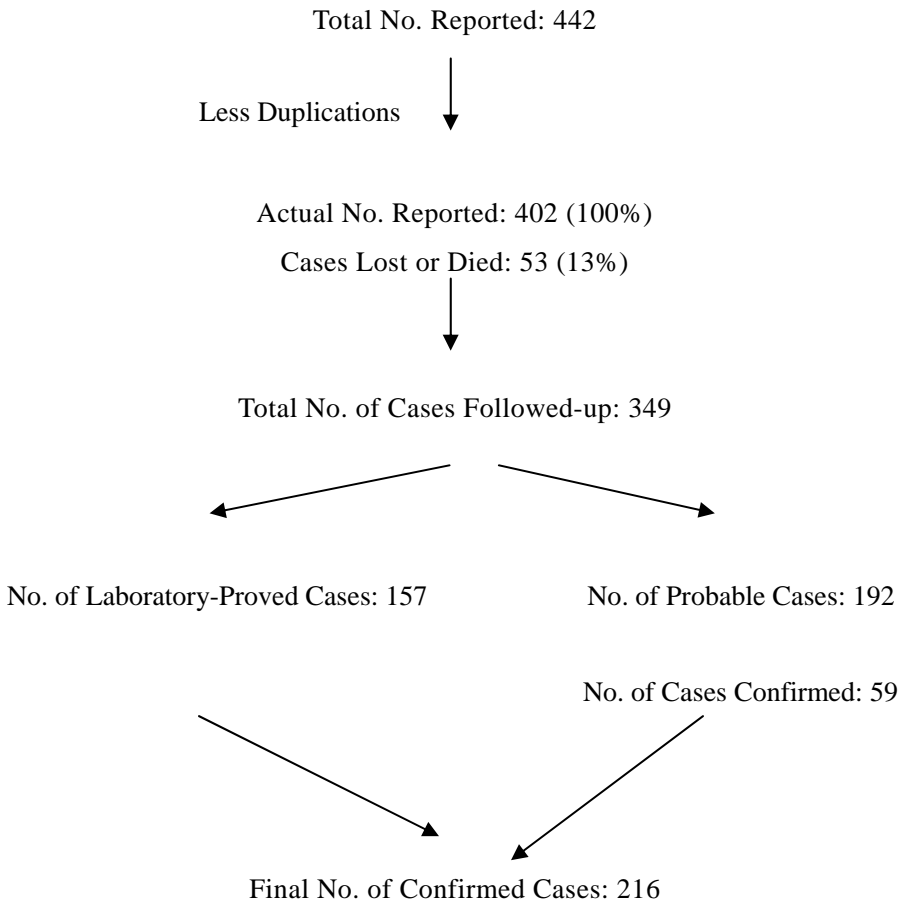 Total No. Reported: 442
Less Duplications
Actual No. Reported: 402 (100%)
Cases Lost or Died: 53 (13%)
Total No. of Cases Followed-up: 349
No. of Laboratory-Proved Cases: 157
No. of Probable Cases: 192
No. of Cases Confirmed: 59
Final No. of Confirmed Cases: 216